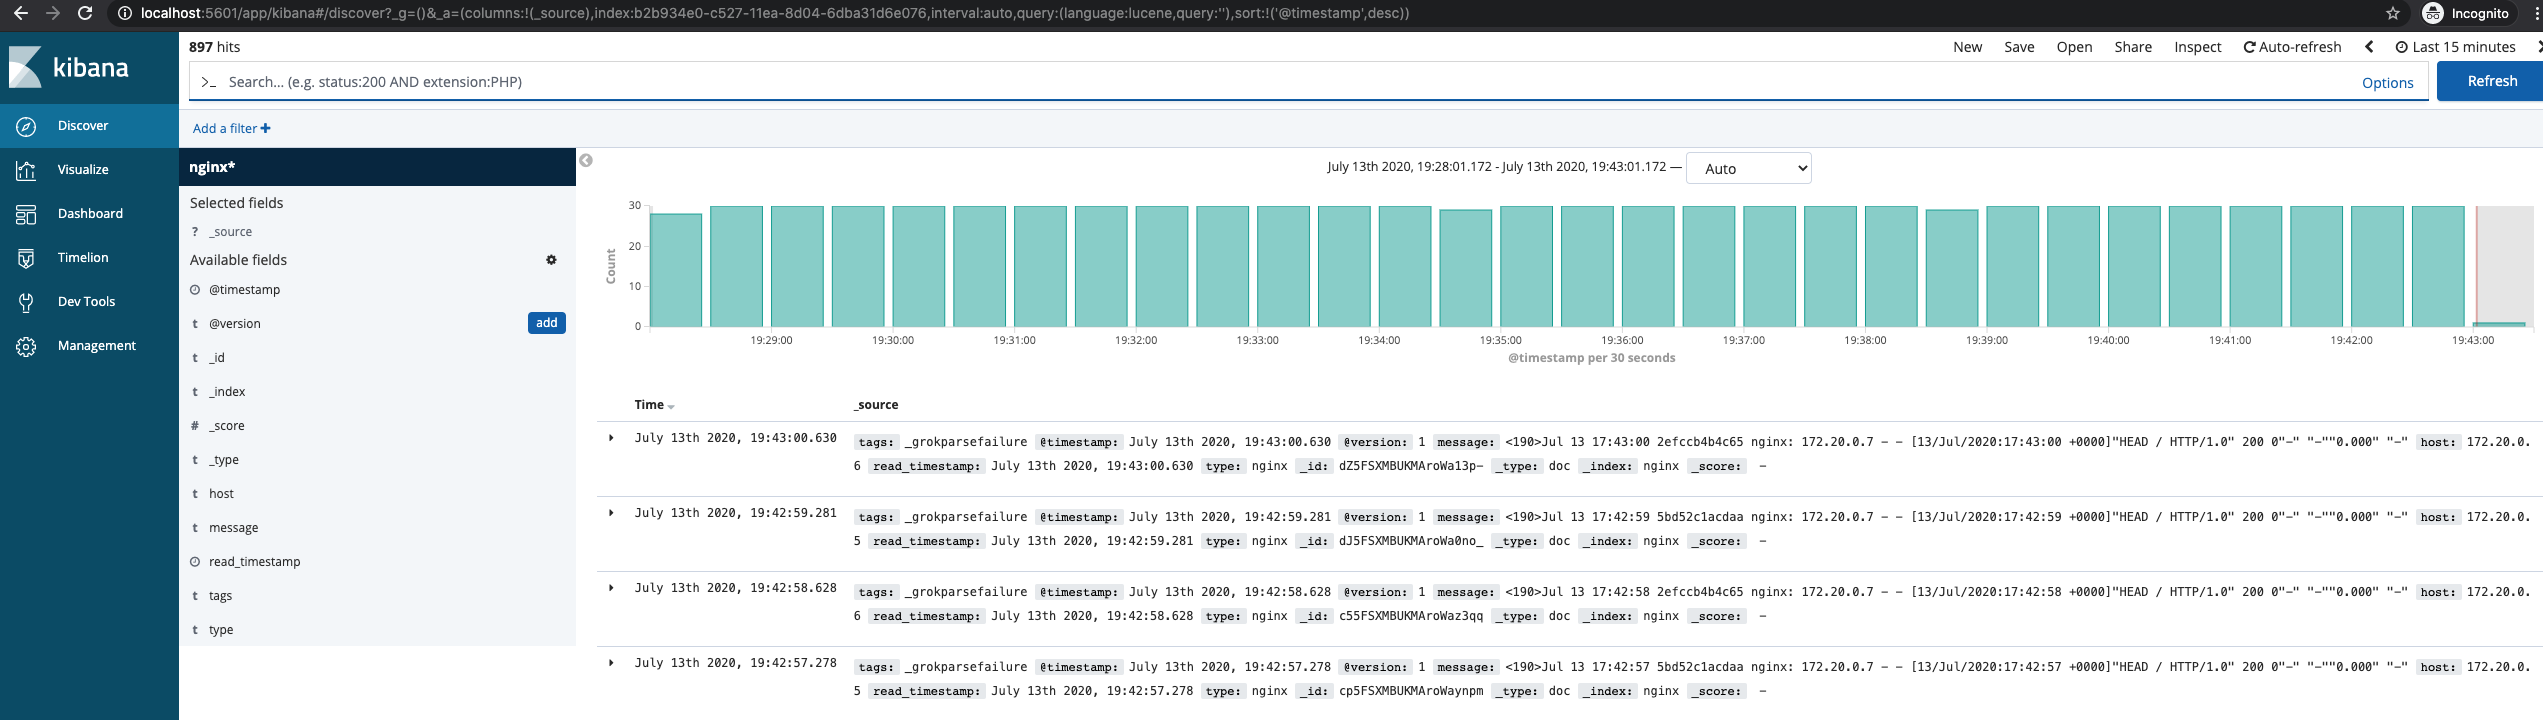 localhost:5601/app/kibana#/discover?_g=()&_a=(columns:!(_source),index:b2b934e0-c527-11ea-8d04-6dba31d6e076,interval:auto,query:(language:lucene,query:''),sort:!('@timestamp',desc))
Incognito
kibana
Discover
Visualize
Dashboard
Timelion
Dev Tools
Management
897 hits
New Save Open Share Inspect Auto-refresh Last 15 minutes
>_ Search... (e.g. status:200 AND extension:PHP)
Options
Refresh
Add a filter +
nginx*
Selected fields
? _source
Available fields
@timestamp
t @version add
t _id
t _index
# _score
t _type
t host
t message
read_timestamp
t tags
t type
July 13th 2020, 19:28:01.172 - July 13th 2020, 19:43:01.172 — Auto
Count
30
20
10
0
19:29:00 19:30:00 19:31:00 19:32:00 19:33:00 19:34:00 19:35:00 19:36:00 19:37:00 19:38:00 19:39:00 19:40:00 19:41:00 19:42:00 19:43:00
@timestamp per 30 seconds
Time _source
July 13th 2020, 19:43:00.630 tags: _grokparsefailure @timestamp: July 13th 2020, 19:43:00.630 @version: 1 message: <190>Jul 13 17:43:00 2efccb4b4c65 nginx: 172.20.0.7 - - [13/Jul/2020:17:43:00 +0000]"HEAD / HTTP/1.0" 200 0"-" "-""0.000" "-" host: 172.20.0.
6 read_timestamp: July 13th 2020, 19:43:00.630 type: nginx _id: dZ5FSXMBUKMAroWa13p- _type: doc _index: nginx _score: -
July 13th 2020, 19:42:59.281 tags: _grokparsefailure @timestamp: July 13th 2020, 19:42:59.281 @version: 1 message: <190>Jul 13 17:42:59 5bd52c1acdaa nginx: 172.20.0.7 - - [13/Jul/2020:17:42:59 +0000]"HEAD / HTTP/1.0" 200 0"-" "-""0.000" "-" host: 172.20.0.
5 read_timestamp: July 13th 2020, 19:42:59.281 type: nginx _id: dJ5FSXMBUKMAroWa0no_ _type: doc _index: nginx _score: -
July 13th 2020, 19:42:58.628 tags: _grokparsefailure @timestamp: July 13th 2020, 19:42:58.628 @version: 1 message: <190>Jul 13 17:42:58 2efccb4b4c65 nginx: 172.20.0.7 - - [13/Jul/2020:17:42:58 +0000]"HEAD / HTTP/1.0" 200 0"-" "-""0.000" "-" host: 172.20.0.
6 read_timestamp: July 13th 2020, 19:42:58.628 type: nginx _id: c55FSXMBUKMAroWaz3qq _type: doc _index: nginx _score: -
July 13th 2020, 19:42:57.278 tags: _grokparsefailure @timestamp: July 13th 2020, 19:42:57.278 @version: 1 message: <190>Jul 13 17:42:57 5bd52c1acdaa nginx: 172.20.0.7 - - [13/Jul/2020:17:42:57 +0000]"HEAD / HTTP/1.0" 200 0"-" "-""0.000" "-" host: 172.20.0.
5 read_timestamp: July 13th 2020, 19:42:57.278 type: nginx _id: cp5FSXMBUKMAroWaynpm _type: doc _index: nginx _score: -